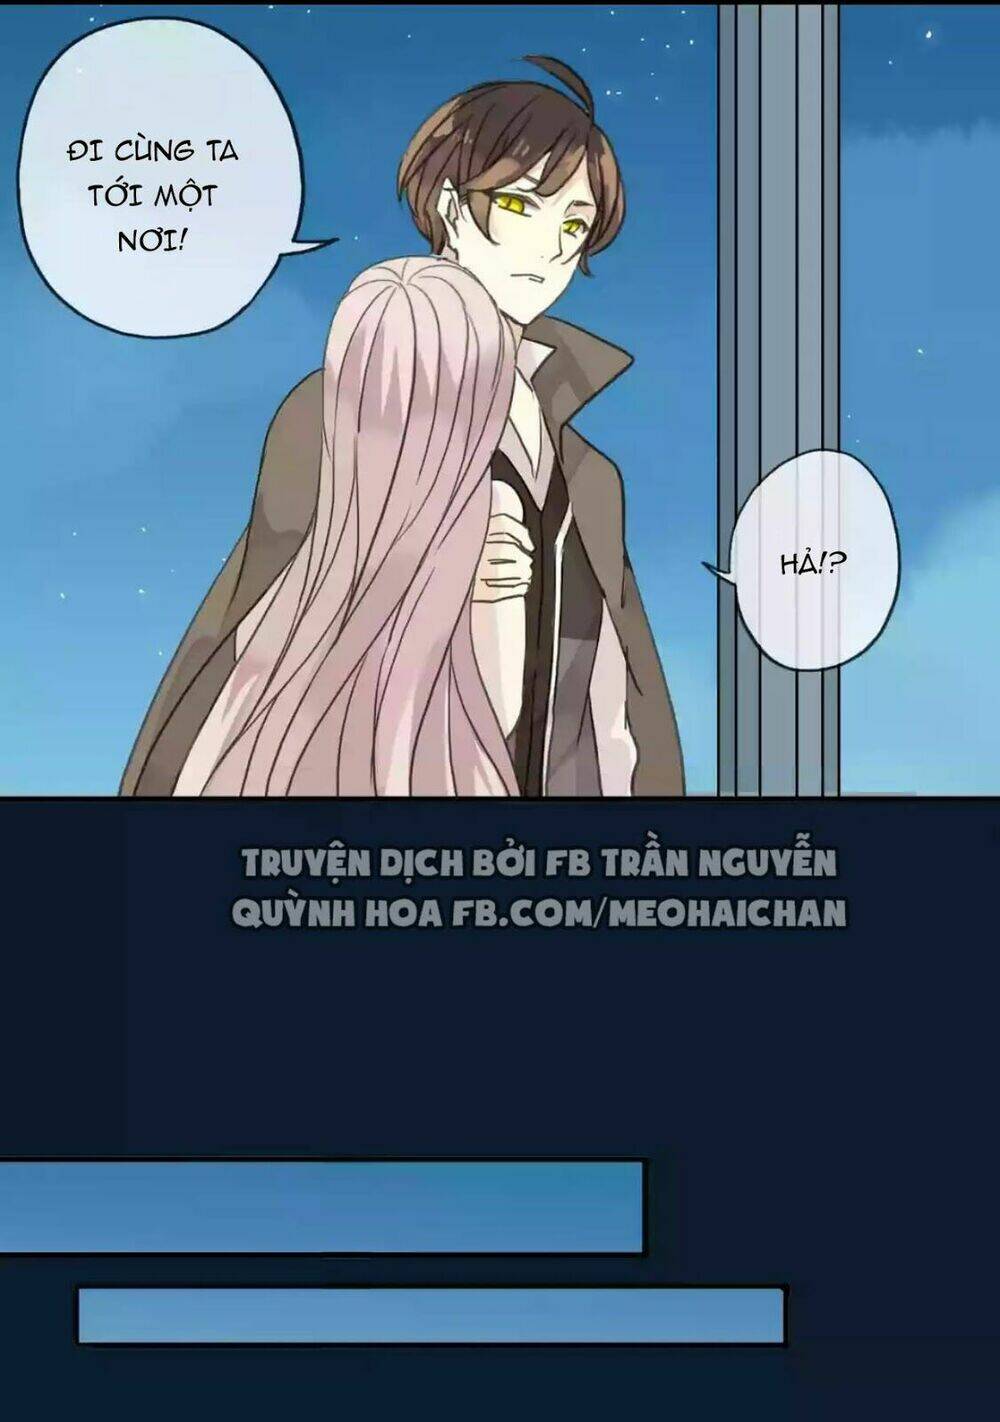 ĐI CÙNG TA
TỚI MỘT
NƠI!
HẢ!?
TRUYỆN DỊCH BỞI FB TRẦN NGUYỄN
QUỲNH HOA FB.COM/MEOHAICHAN